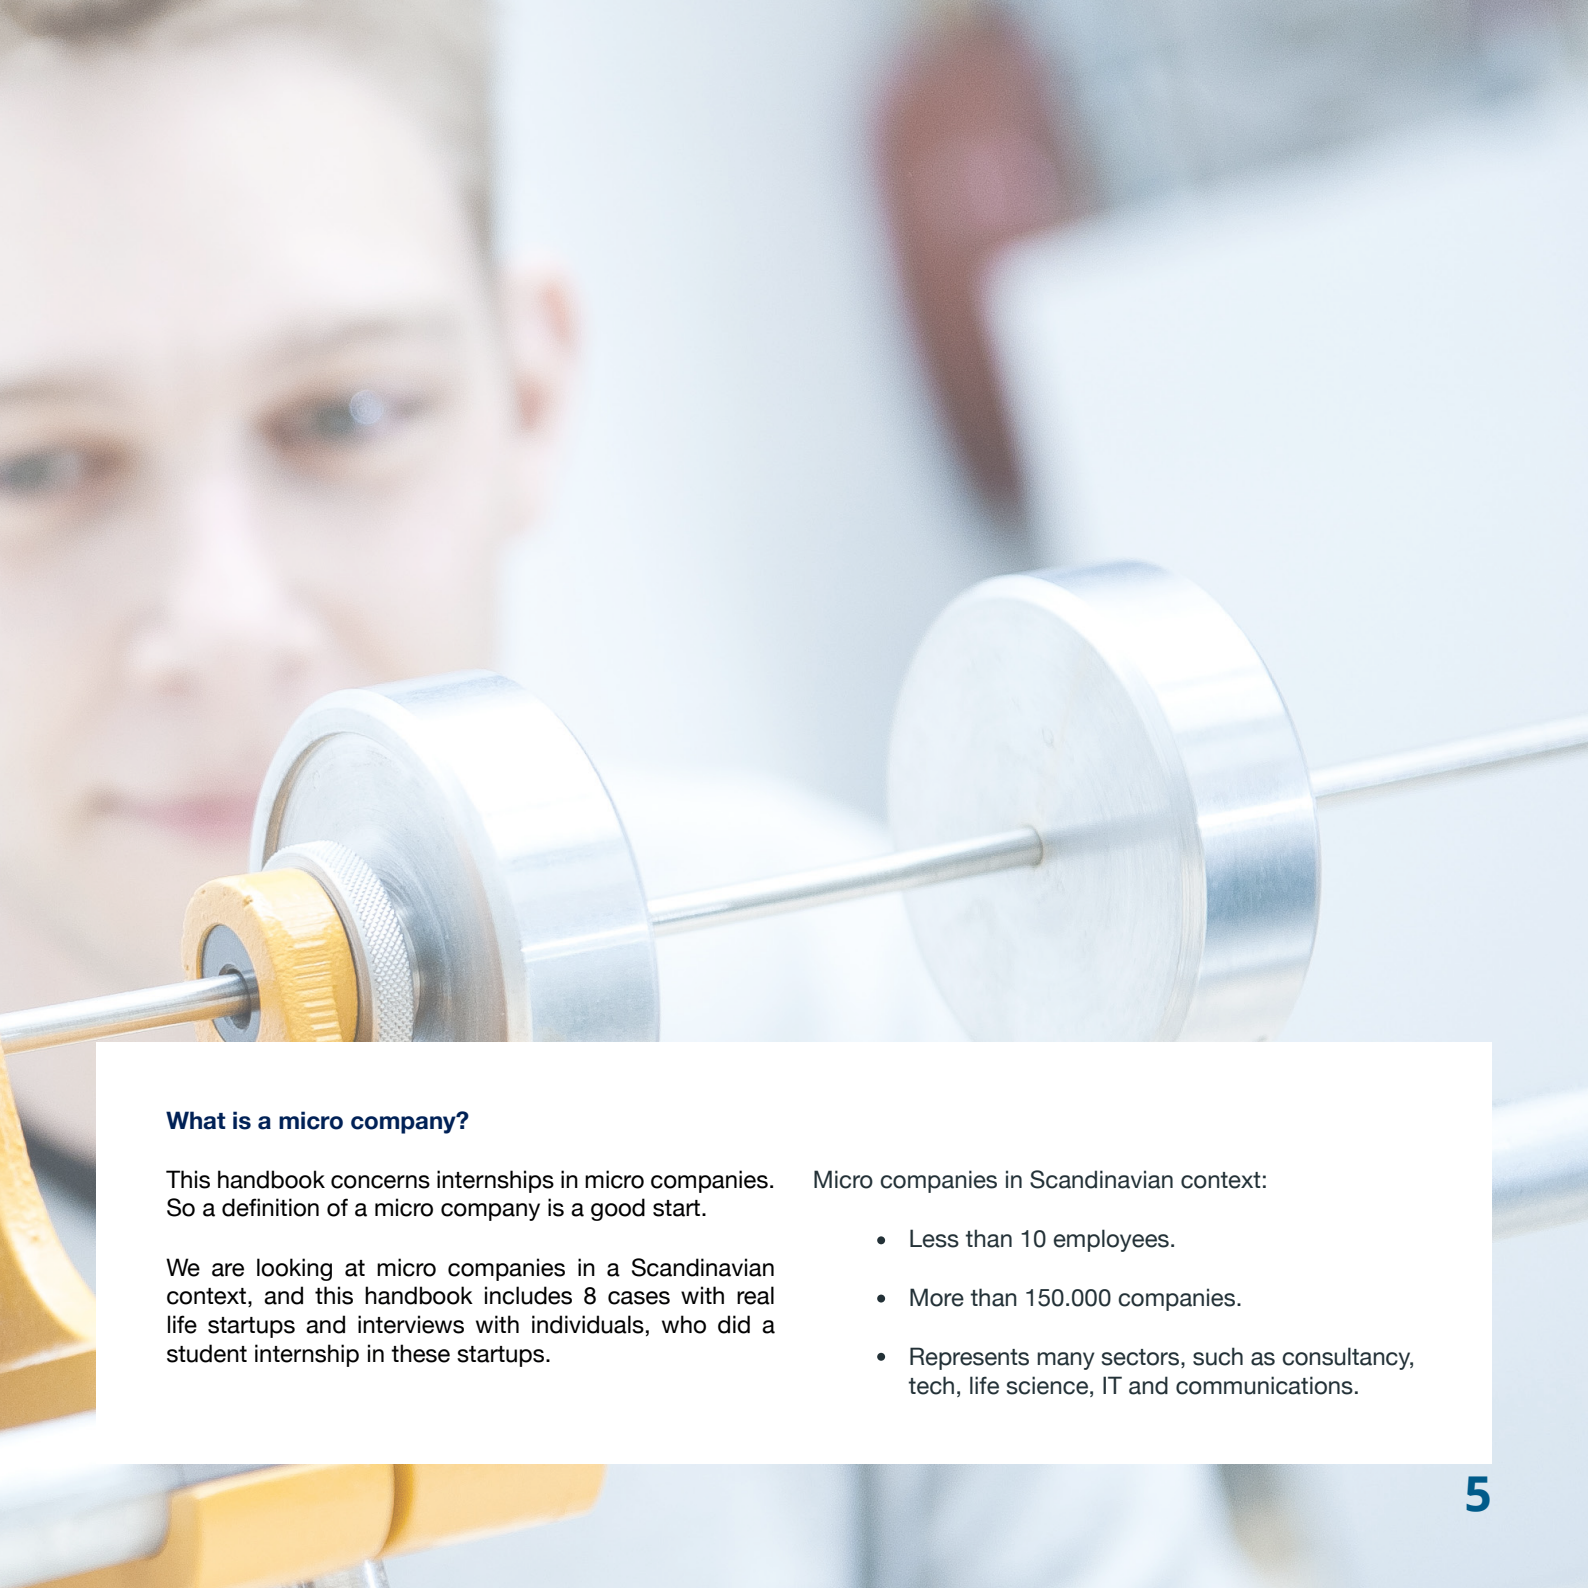 What is a micro company?
This handbook concerns internships in micro companies.
So a definition of a micro company is a good start.
We are looking at micro companies in a Scandinavian
context, and this handbook includes 8 cases with real
life startups and interviews with individuals, who did a
student internship in these startups.
Micro companies in Scandinavian context:
• Less than 10 employees.
• More than 150.000 companies.
• Represents many sectors, such as consultancy,
tech, life science, IT and communications.
5